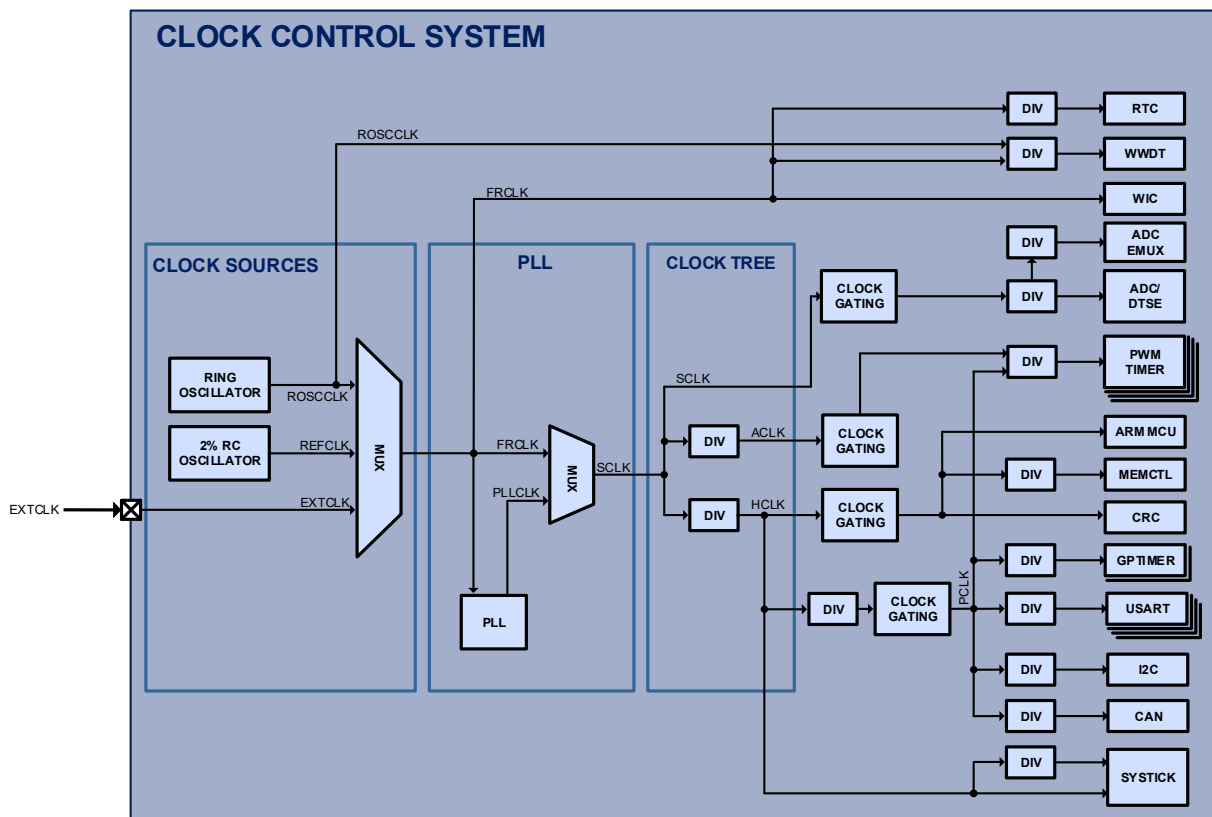 CLOCK CONTROL SYSTEM
DIV
RTC
ROSCCLK
DIV
WWDT
FRCLK
WIC
CLOCK SOURCES
PLL
CLOCK TREE
DIV
ADC
EMUX
CLOCK
GATING
DIV
ADC/
DTSE
RING
OSCILLATOR
ROSCCLK
SCLK
DIV
PWM
TIMER
2% RC
OSCILLATOR
REFCLK
MUX
FRCLK
MUX
SCLK
DIV
ACLK
CLOCK
GATING
ARM MCU
PLLCLK
DIV
MEMCTL
EXTCLK
EXTCLK
DIV
HCLK
CLOCK
GATING
CRC
DIV
GPTIMER
PLL
DIV
CLOCK
GATING
PCLK
DIV
USART
DIV
I2C
DIV
CAN
DIV
SYSTICK